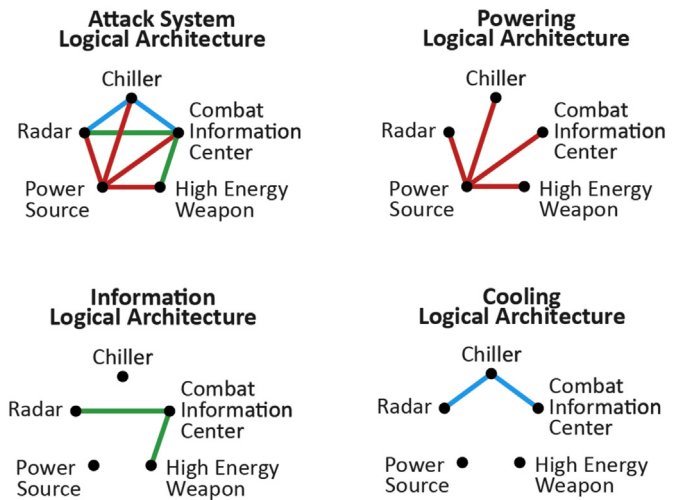 Attack System
Logical Architecture
Chiller
Combat
Radar
Information
Center
Power
Source
High Energy
Weapon
Powering
Logical Architecture
Chiller
Combat
Radar
Information
Center
Power
Source
High Energy
Weapon
Information
Logical Architecture
Chiller
Combat
Radar
Information
Center
Power
Source
High Energy
Weapon
Cooling
Logical Architecture
Chiller
Combat
Radar
Information
Center
Power
Source
High Energy
Weapon